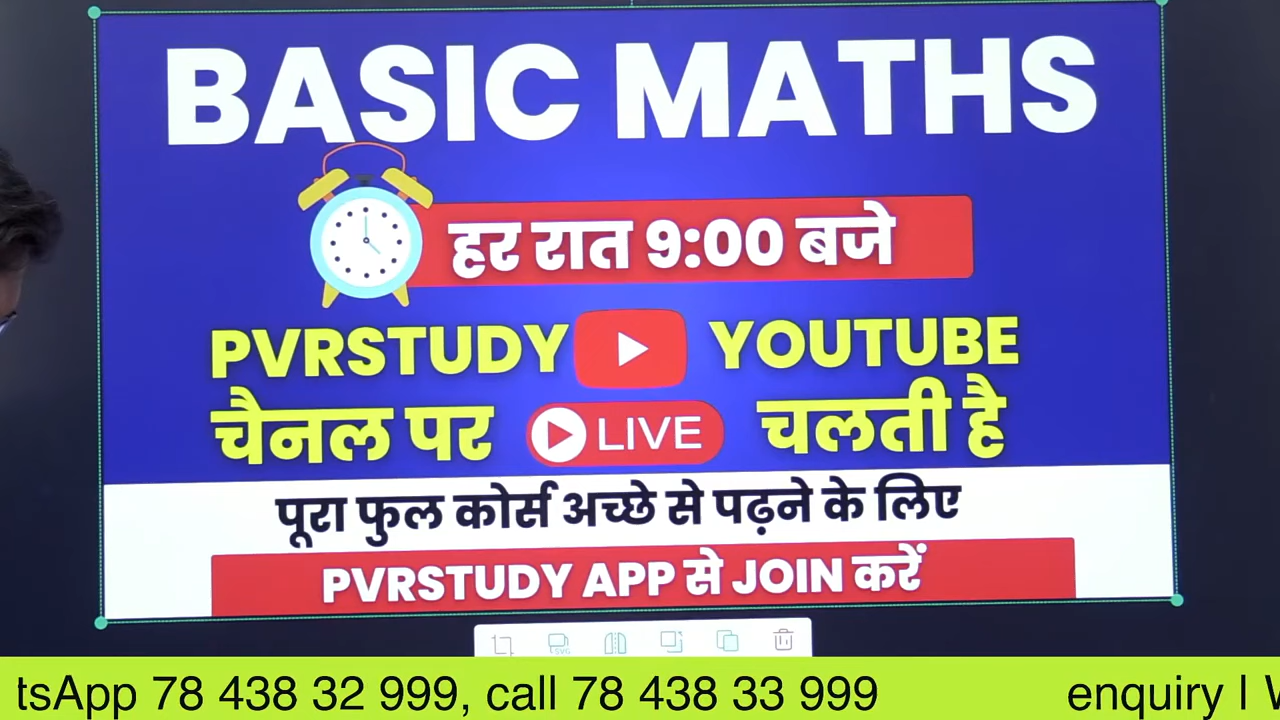 BASIC MATHS
हर रात 9:00 बजे
PVRSTUDY YOUTUBE
चैनल पर LIVE चलती है
पूरा फुल कोर्स अच्छे से पढ़ने के लिए
PVRSTUDY APP से JOIN करें
tsApp 78 438 32 999, call 78 438 33 999 enquiry I W